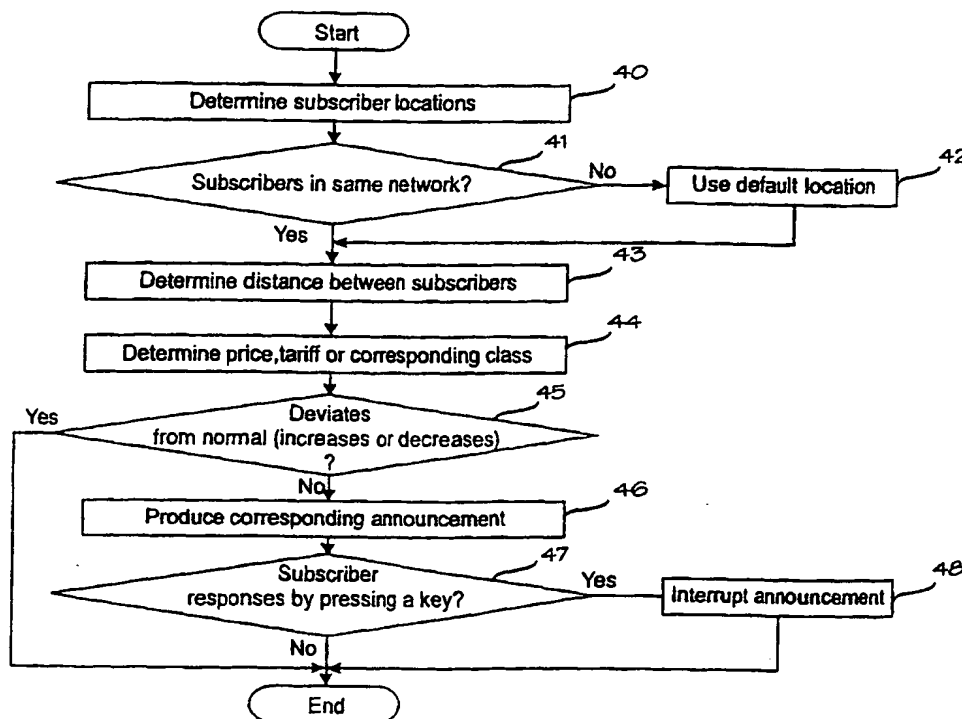 Start
40
Determine subscriber locations
41
Subscribers in same network?
No
42
Use default location
Yes
43
Determine distance between subscribers
44
Determine price,tariff or corresponding class
45
Yes
Deviates
from normal (increases or decreases)
?
No
46
Produce corresponding announcement
47
Subscriber
responses by pressing a key?
Yes
48
Interrupt announcement
No
End